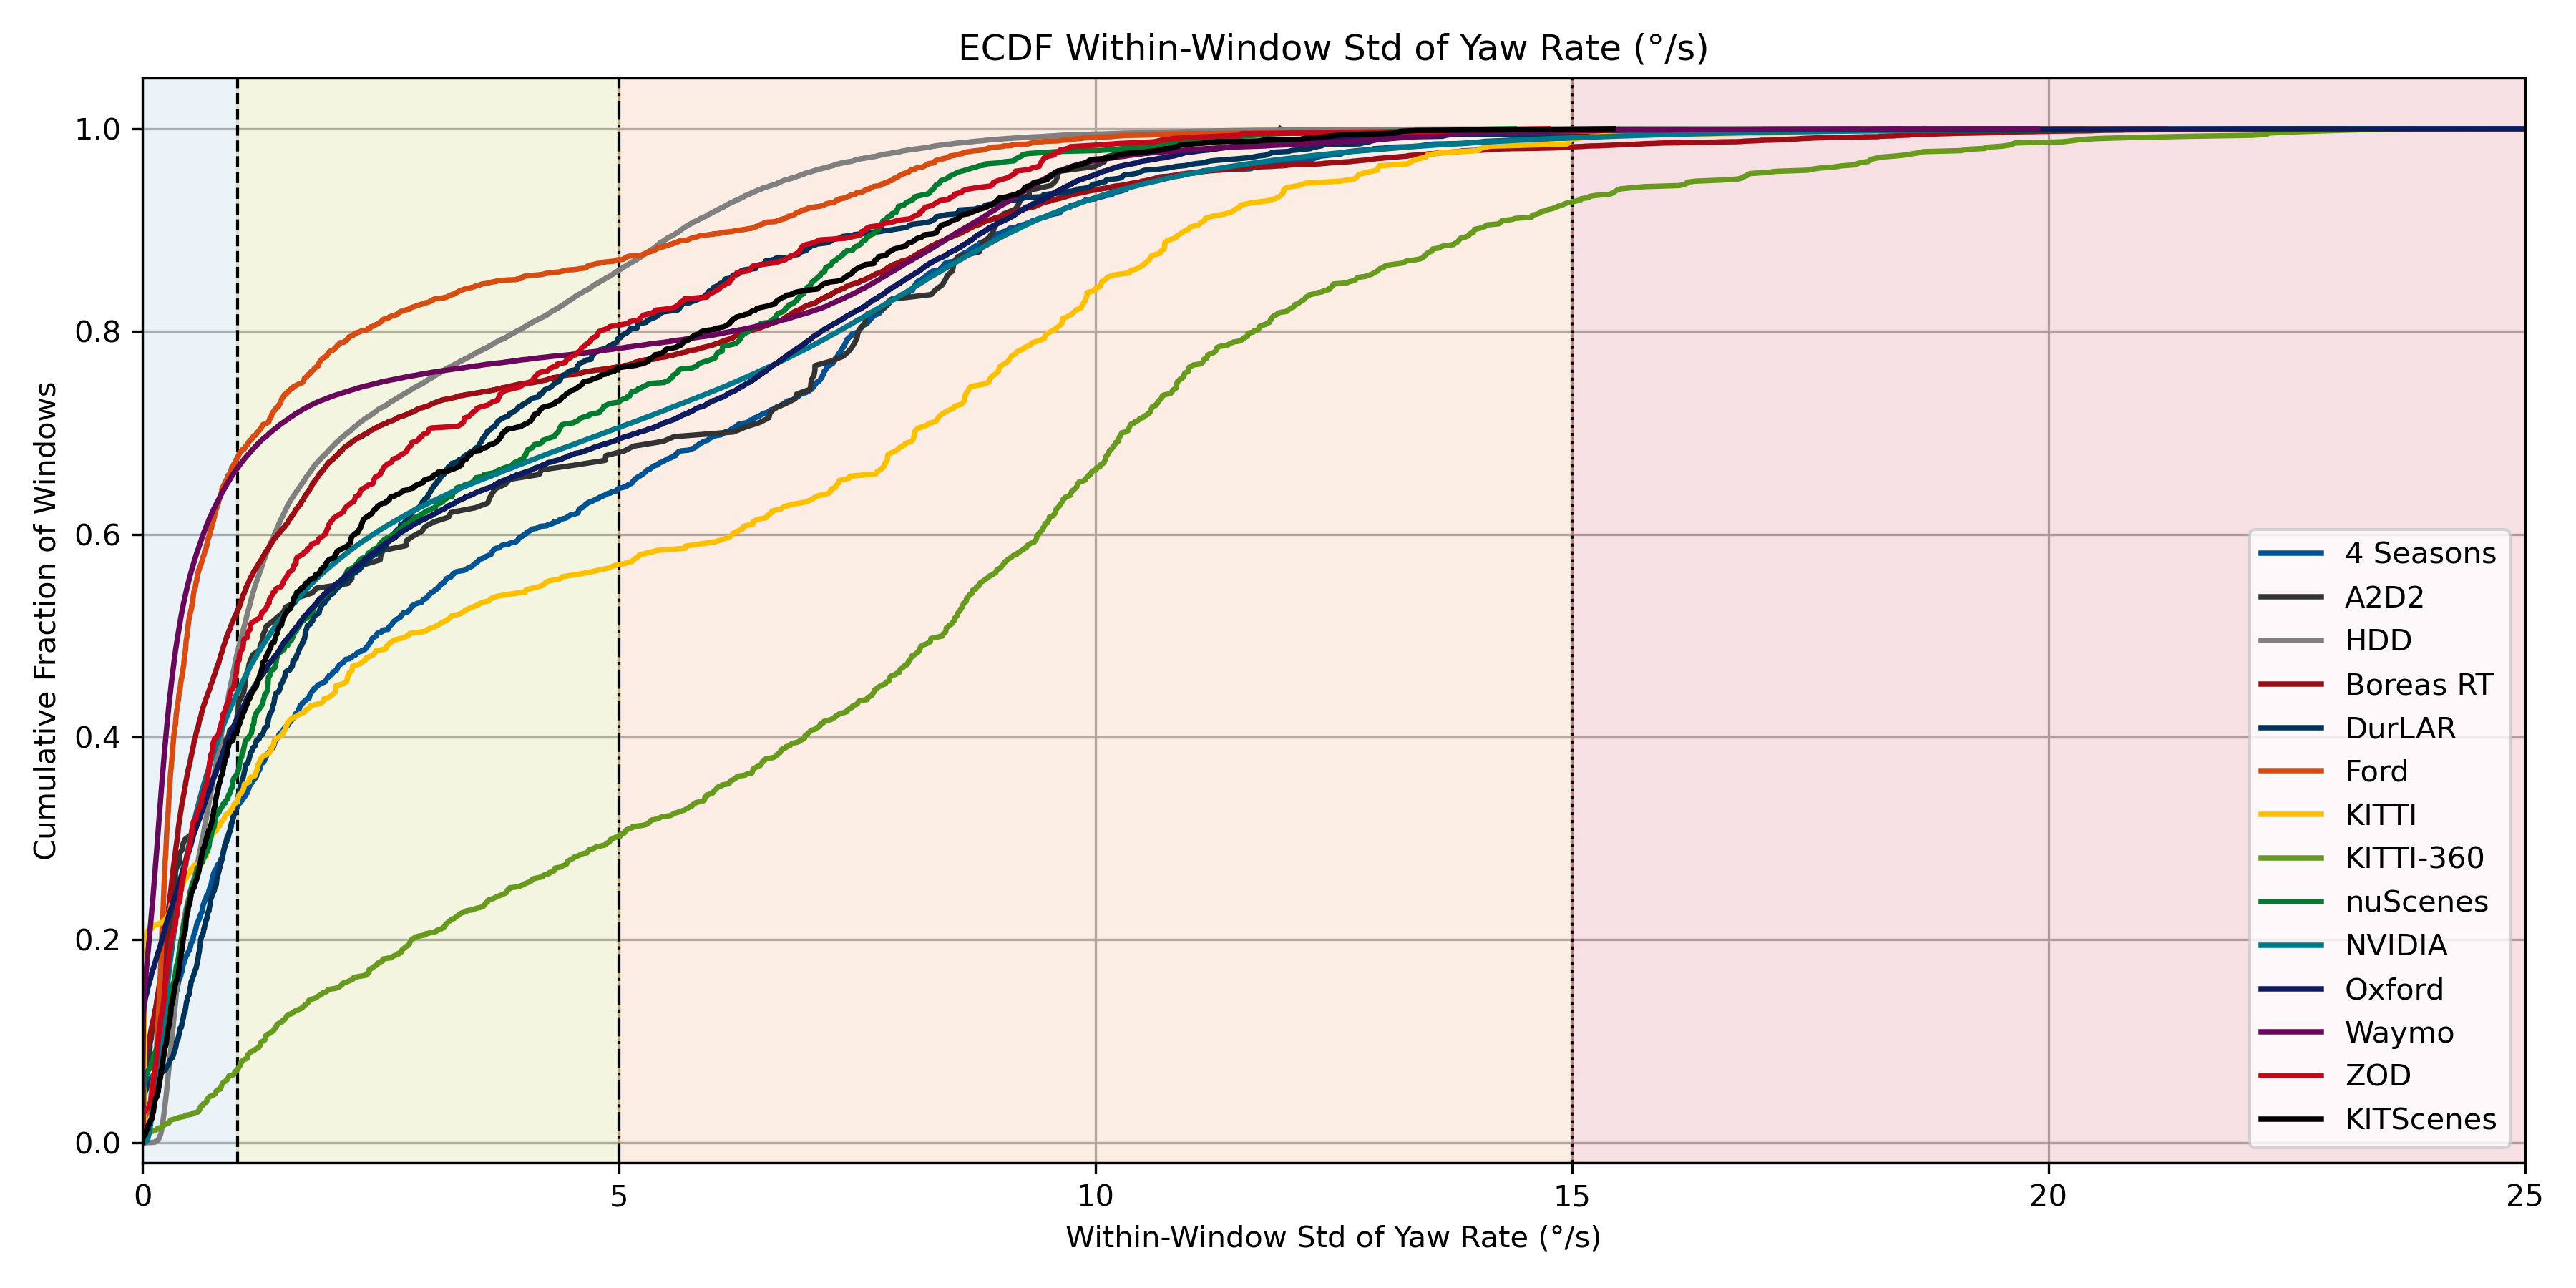 ECDF Within-Window Std of Yaw Rate (°/s)
Cumulative Fraction of Windows
1.0
0.8
0.6
0.4
0.2
0.0
4 Seasons
A2D2
HDD
Boreas RT
DurLAR
Ford
KITTI
KITTI-360
nuScenes
NVIDIA
Oxford
Waymo
ZOD
KITScenes
0 5 10 15 20 25
Within-Window Std of Yaw Rate (°/s)